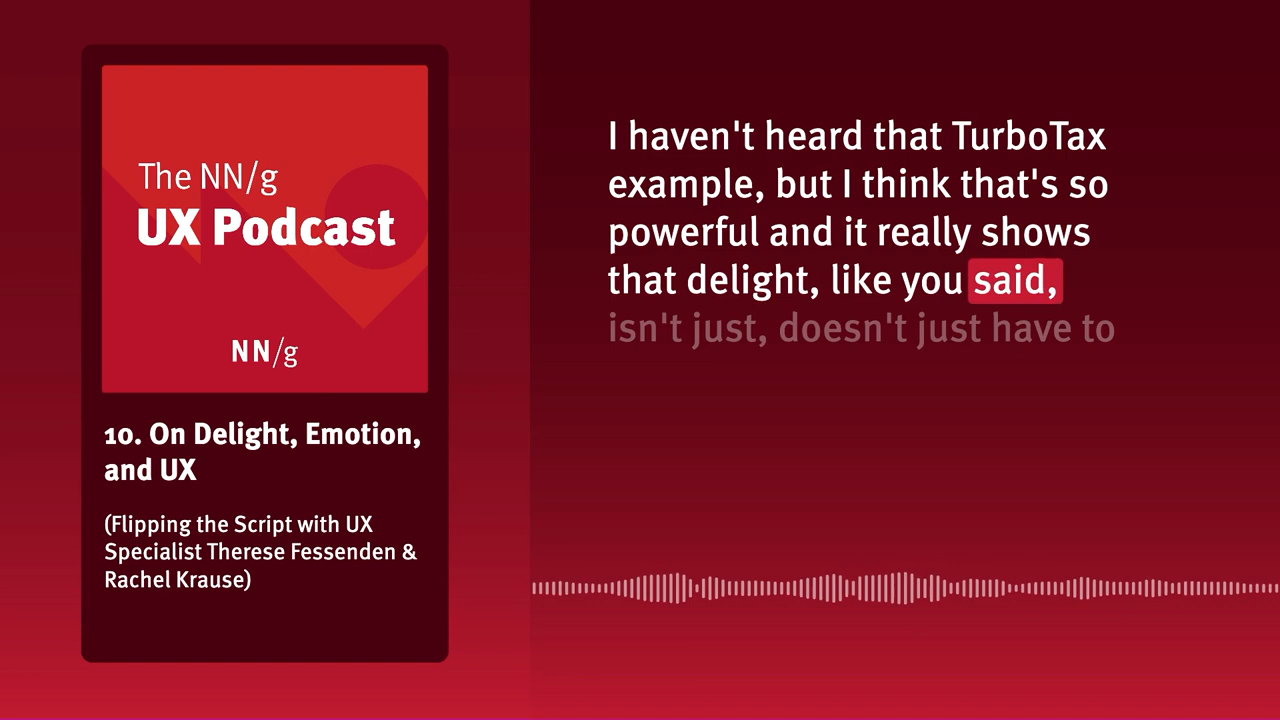 The NN/g
UX Podcast
NN/g
10. On Delight, Emotion,
and UX
(Flipping the Script with UX
Specialist Therese Fessenden &
Rachel Krause)
I haven't heard that TurboTax
example, but I think that's so
powerful and it really shows
that delight, like you said,
isn't just, doesn't just have to